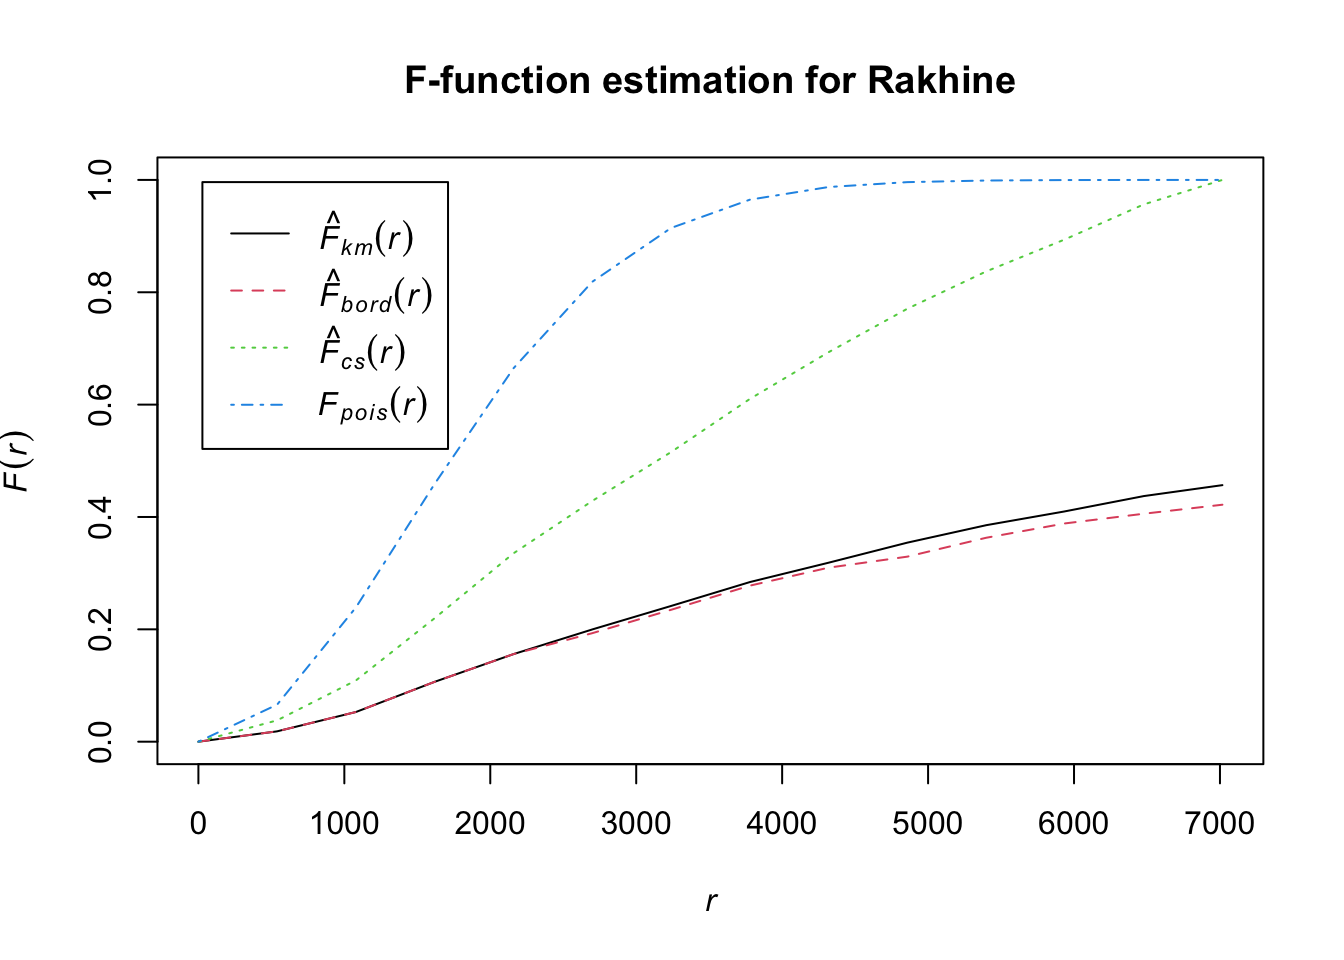 F-function estimation for Rakhine
F̂km(r)
F̂bord(r)
F̂cs(r)
Fpois(r)
F(r)
1.0
0.8
0.6
0.4
0.2
0.0
0 1000 2000 3000 4000 5000 6000 7000
r